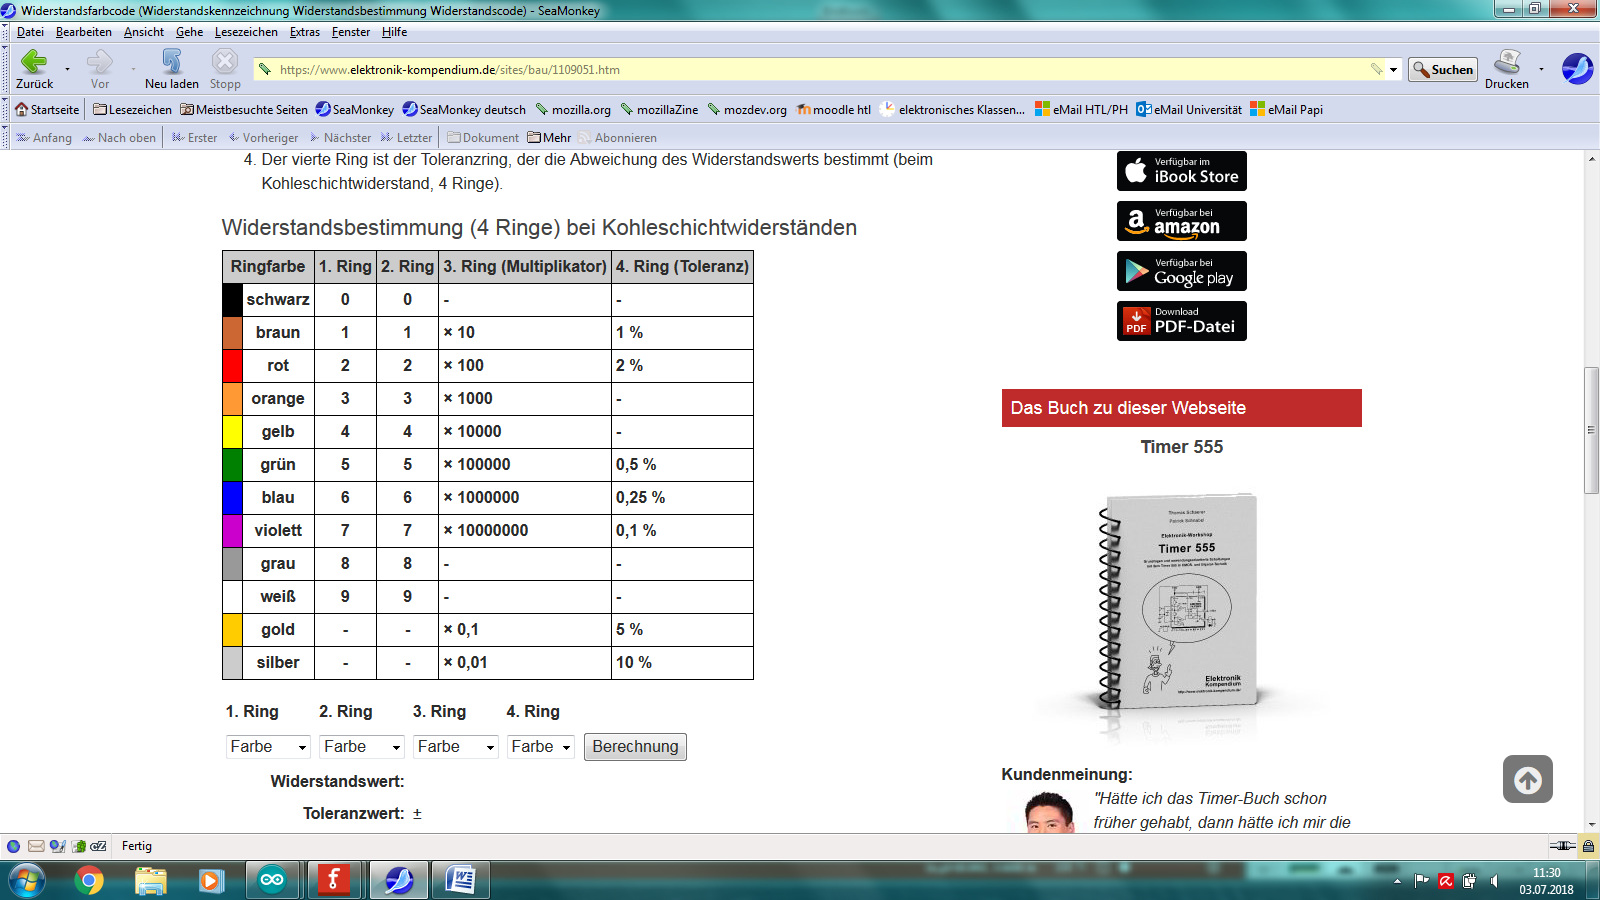 Widerstandsfarbcode (Widerstandskennzeichnung Widerstandsbestimmung Widerstandscode) - SeaMonkey
Datei Bearbeiten Ansicht Gehe Lesezeichen Extras Fenster Hilfe
Zurück Vor Neu laden Stopp https://www.elektronik-kompendium.de/sites/bau/1109051.htm Suchen Drucken
Startseite Lesezeichen Meistbesuchte Seiten SeaMonkey SeaMonkey deutsch mozilla.org mozillaZine mozdev.org moodle htl elektronisches Klassen... eMail HTL/PH eMail Universität eMail Papi
Anfang Nach oben Erster Vorheriger Nächster Letzter Dokument Mehr Abonnieren
4. Der vierte Ring ist der Toleranzring, der die Abweichung des Widerstandswerts bestimmt (beim
Kohleschichtwiderstand, 4 Ringe).
Widerstandsbestimmung (4 Ringe) bei Kohleschichtwiderständen
Ringfarbe 1. Ring 2. Ring 3. Ring (Multiplikator) 4. Ring (Toleranz)
schwarz 0 0 - -
braun 1 1 × 10 1 %
rot 2 2 × 100 2 %
orange 3 3 × 1000 -
gelb 4 4 × 10000 -
grün 5 5 × 100000 0,5 %
blau 6 6 × 1000000 0,25 %
violett 7 7 × 10000000 0,1 %
grau 8 8 - -
weiß 9 9 - -
gold - - × 0,1 5 %
silber - - × 0,01 10 %
1. Ring 2. Ring 3. Ring 4. Ring
Farbe Farbe Farbe Farbe Berechnung
Widerstandswert:
Toleranzwert: ±
Verfügbar im
iBook Store
Verfügbar bei
amazon
Verfügbar bei
Google play
Download
PDF PDF-Datei
Das Buch zu dieser Webseite
Timer 555
Thomas Schaerer
Patrick Schnabel
Elektronik-Workshop
Timer 555
Elektronik
Kompendium
Kundenmeinung:
"Hätte ich das Timer-Buch schon
früher gehabt, dann hätte ich mir die
Fertig
11:30
03.07.2018